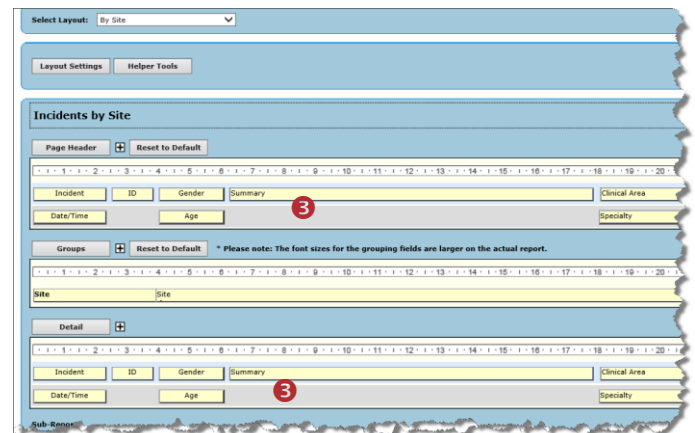 Select Layout: By Site
Layout Settings Helper Tools
Incidents by Site
Page Header Reset to Default
1 2 3 4 5 6 7 8 9 10 11 12 13 14 15 16 17 18 19 20
Incident ID Gender Summary Clinical Area
3
Date/Time Age Specialty
Groups Reset to Default * Please note: The font sizes for the grouping fields are larger on the actual report.
1 2 3 4 5 6 7 8 9 10 11 12 13 14 15 16 17 18 19 20
Site Site
Detail
1 2 3 4 5 6 7 8 9 10 11 12 13 14 15 16 17 18 19 20
Incident ID Gender Summary Clinical Area
Date/Time Age 3 Specialty